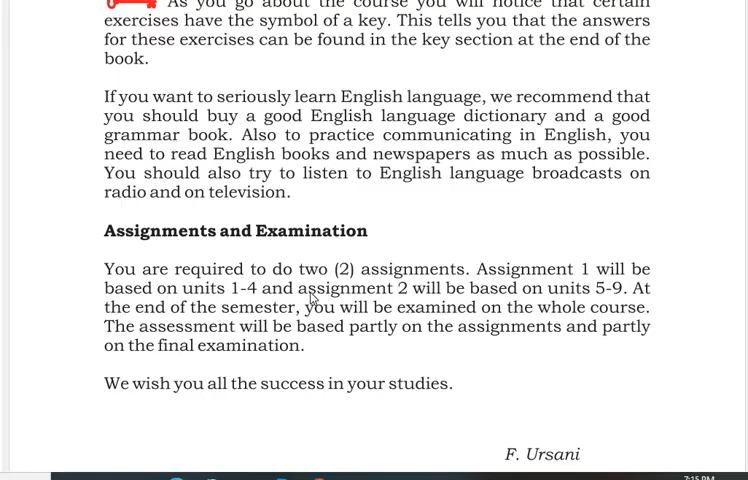 As you go about the course you will notice that certain
exercises have the symbol of a key. This tells you that the answers
for these exercises can be found in the key section at the end of the
book.
If you want to seriously learn English language, we recommend that
you should buy a good English language dictionary and a good
grammar book. Also to practice communicating in English, you
need to read English books and newspapers as much as possible.
You should also try to listen to English language broadcasts on
radio and on television.
Assignments and Examination
You are required to do two (2) assignments. Assignment 1 will be
based on units 1-4 and assignment 2 will be based on units 5-9. At
the end of the semester, you will be examined on the whole course.
The assessment will be based partly on the assignments and partly
on the final examination.
We wish you all the success in your studies.
F. Ursani
7:15 PM